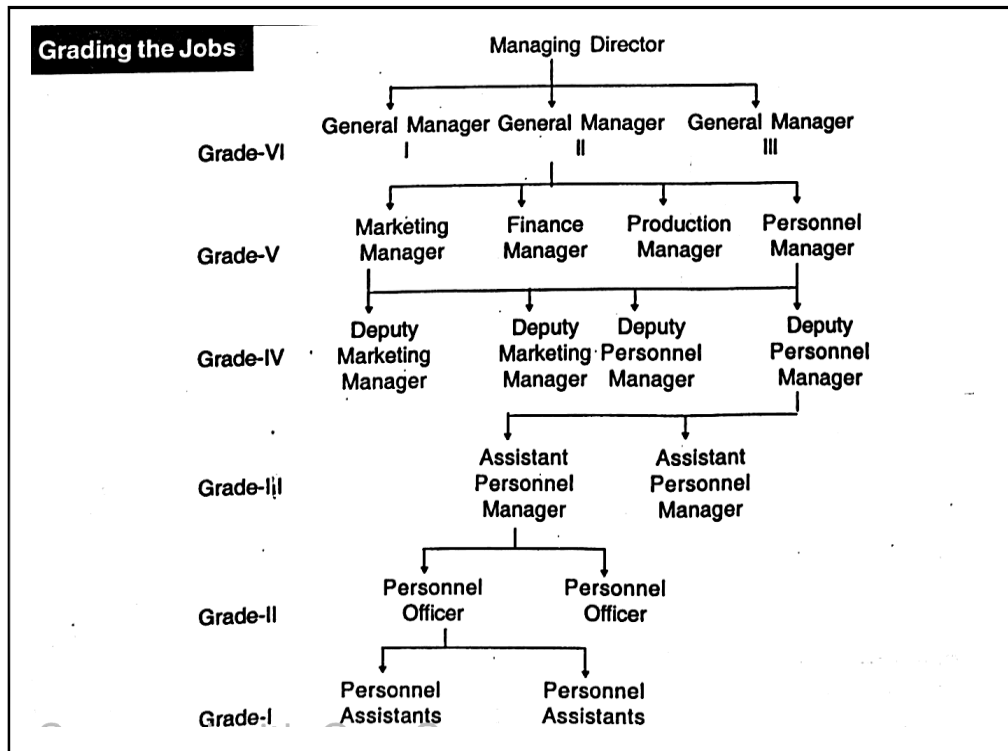 Grading the Jobs
Managing Director
General Manager General Manager General Manager
Grade-VI I II III
Marketing Finance Production Personnel
Grade-V Manager Manager Manager Manager
Deputy Deputy Deputy Deputy
Grade-IV Marketing Marketing Personnel Personnel
Manager Manager Manager Manager
Assistant Assistant
Grade-III Personnel Personnel
Manager Manager
Personnel Personnel
Grade-II Officer Officer
Personnel Personnel
Grade-I Assistants Assistants